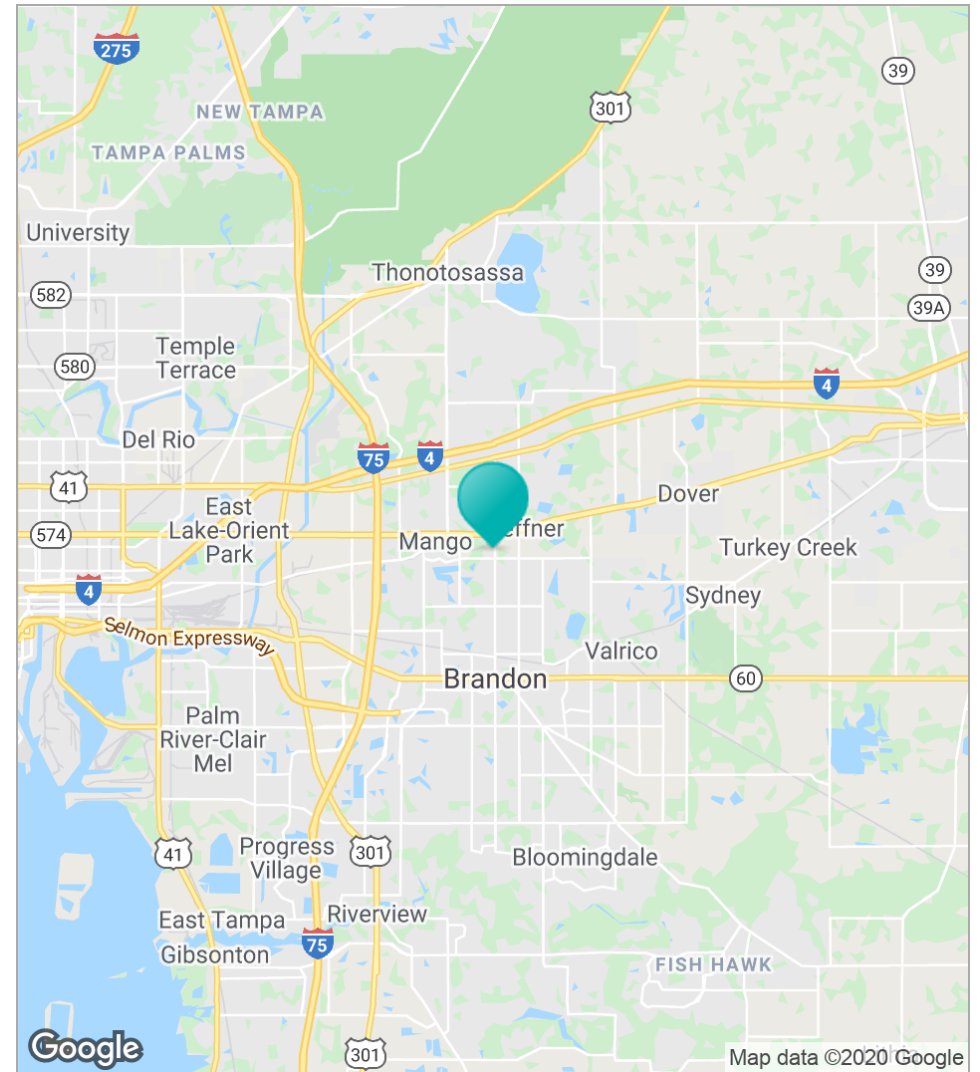 275
39
301
NEW TAMPA
TAMPA PALMS
University
Thonotosassa
39
582
39A
Temple
Terrace
580
4
Del Rio
75
4
41
Dover
East
Lake-Orient
Park
574
Mango
effner
Turkey Creek
4
Sydney
Selmon Expressway
Valrico
Brandon
60
Palm
River-Clair
Mel
41
Progress
Village
301
Bloomingdale
East Tampa
Riverview
Gibsonton
75
FISH HAWK
Google
301
Map data ©2020 Google